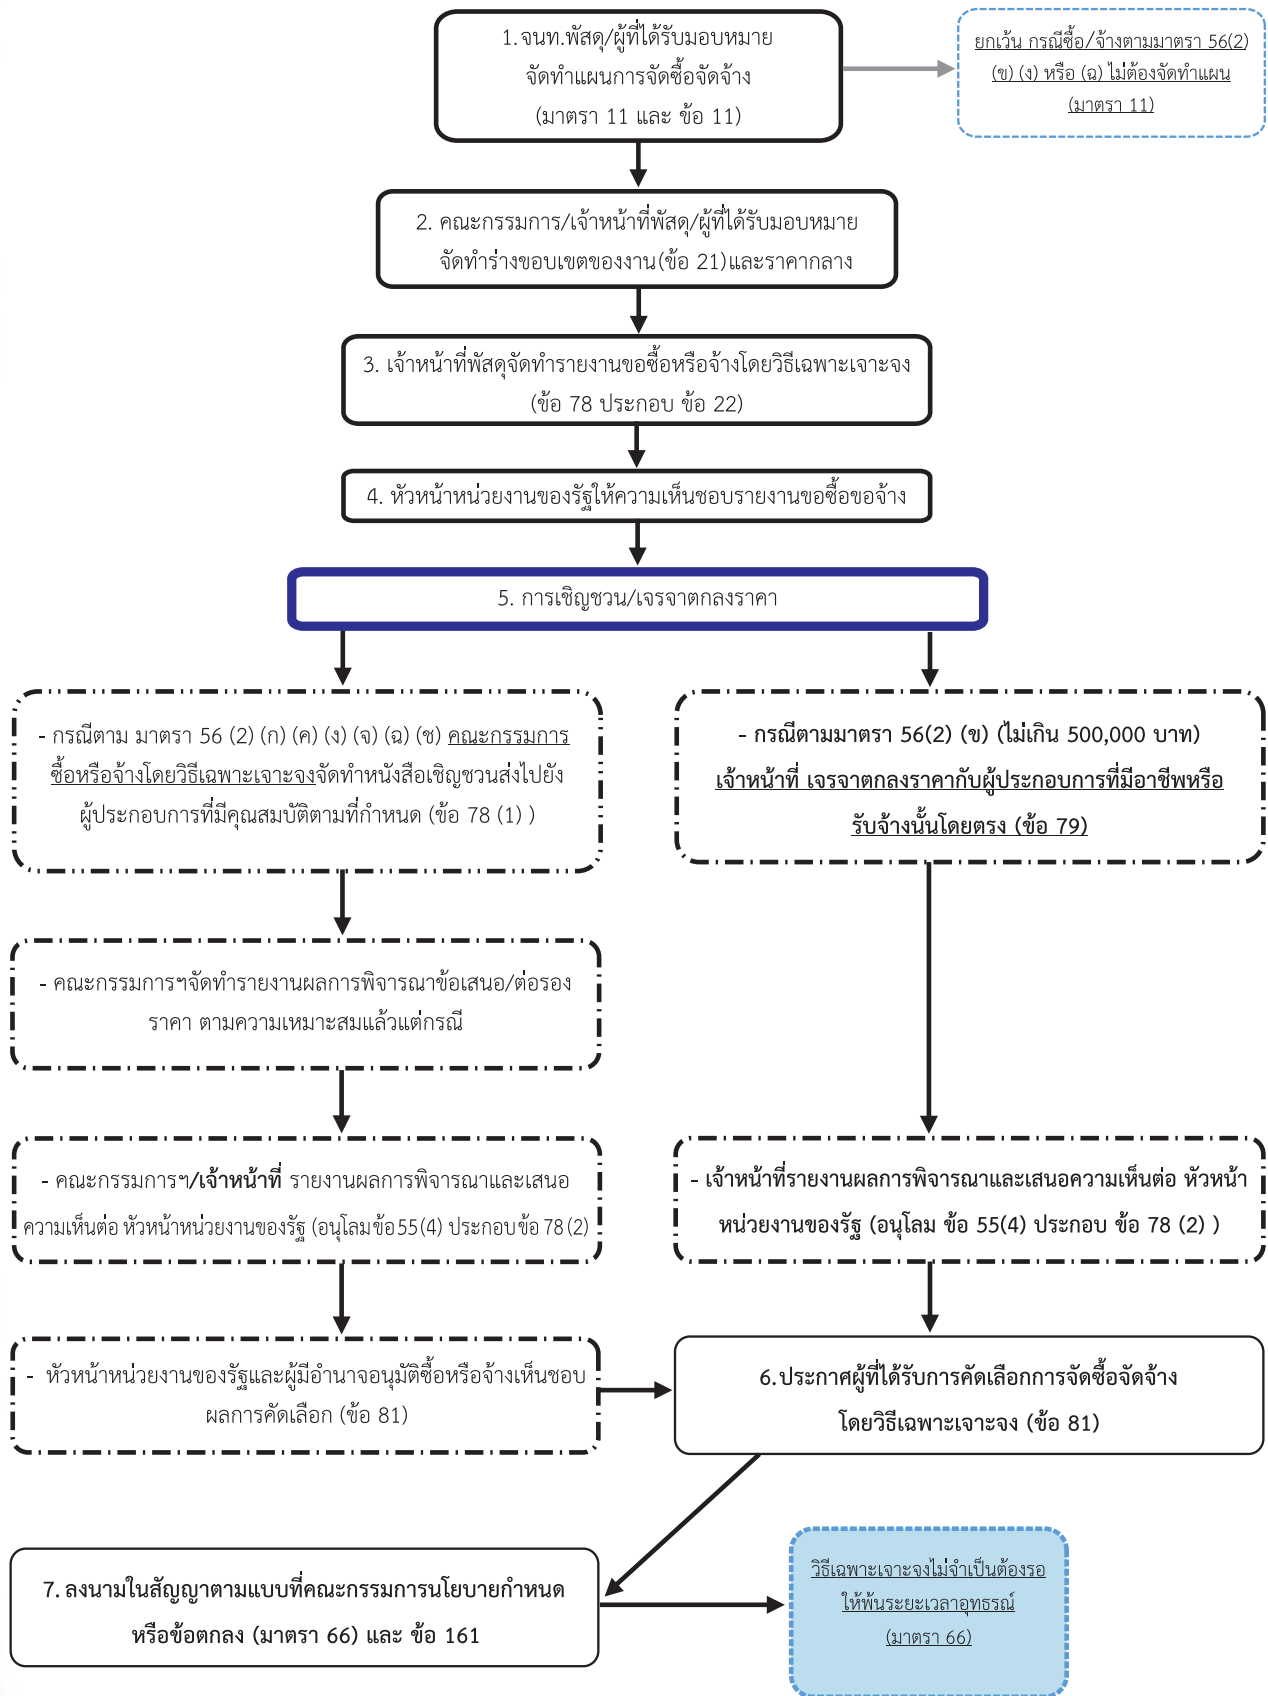 1. จนท.พัสดุ/ผู้ที่ได้รับมอบหมาย
จัดทำแผนการจัดซื้อจัดจ้าง
(มาตรา 11 และ ข้อ 11)
ยกเว้น กรณีซื้อ/จ้างตามมาตรา 56(2)
(ข) (ง) หรือ (ฉ) ไม่ต้องจัดทำแผน
(มาตรา 11)
2. คณะกรรมการ/เจ้าหน้าที่พัสดุ/ผู้ที่ได้รับมอบหมาย
จัดทำร่างขอบเขตของงาน(ข้อ 21)และราคากลาง
3. เจ้าหน้าที่พัสดุจัดทำรายงานขอซื้อหรือจ้างโดยวิธีเฉพาะเจาะจง
(ข้อ 78 ประกอบ ข้อ 22)
4. หัวหน้าหน่วยงานของรัฐให้ความเห็นชอบรายงานขอซื้อขอจ้าง
5. การเชิญชวน/เจรจาตกลงราคา
- กรณีตาม มาตรา 56 (2) (ก) (ค) (ง) (จ) (ฉ) (ช) คณะกรรมการ
ซื้อหรือจ้างโดยวิธีเฉพาะเจาะจงจัดทำหนังสือเชิญชวนส่งไปยัง
ผู้ประกอบการที่มีคุณสมบัติตามที่กำหนด (ข้อ 78 (1) )
- กรณีตามมาตรา 56(2) (ข) (ไม่เกิน 500,000 บาท)
เจ้าหน้าที่ เจรจาตกลงราคากับผู้ประกอบการที่มีอาชีพหรือ
รับจ้างนั้นโดยตรง (ข้อ 79)
- คณะกรรมการฯจัดทำรายงานผลการพิจารณาข้อเสนอ/ต่อรอง
ราคา ตามความเหมาะสมแล้วแต่กรณี
- คณะกรรมการฯ/เจ้าหน้าที่ รายงานผลการพิจารณาและเสนอ
ความเห็นต่อ หัวหน้าหน่วยงานของรัฐ (อนุโลมข้อ55(4) ประกอบข้อ78(2)
- เจ้าหน้าที่รายงานผลการพิจารณาและเสนอความเห็นต่อ หัวหน้า
หน่วยงานของรัฐ (อนุโลม ข้อ 55(4) ประกอบ ข้อ 78 (2) )
- หัวหน้าหน่วยงานของรัฐและผู้มีอำนาจอนุมัติซื้อหรือจ้างเห็นชอบ
ผลการคัดเลือก (ข้อ 81)
6.ประกาศผู้ที่ได้รับการคัดเลือกการจัดซื้อจัดจ้าง
โดยวิธีเฉพาะเจาะจง (ข้อ 81)
7. ลงนามในสัญญาตามแบบที่คณะกรรมการนโยบายกำหนด
หรือข้อตกลง (มาตรา 66) และ ข้อ 161
วิธีเฉพาะเจาะจงไม่จำเป็นต้องรอ
ให้พ้นระยะเวลาอุทธรณ์
(มาตรา 66)